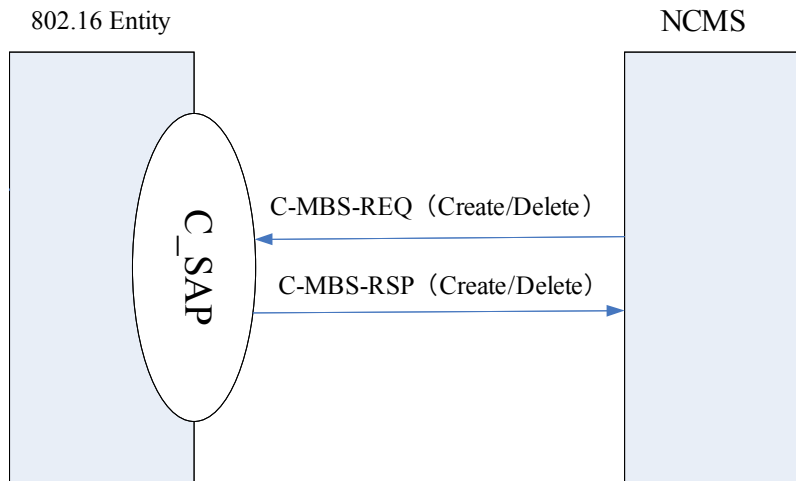 802.16 Entity
NCMS
C-MBS-REQ（Create/Delete）
C_SAP
C-MBS-RSP（Create/Delete）